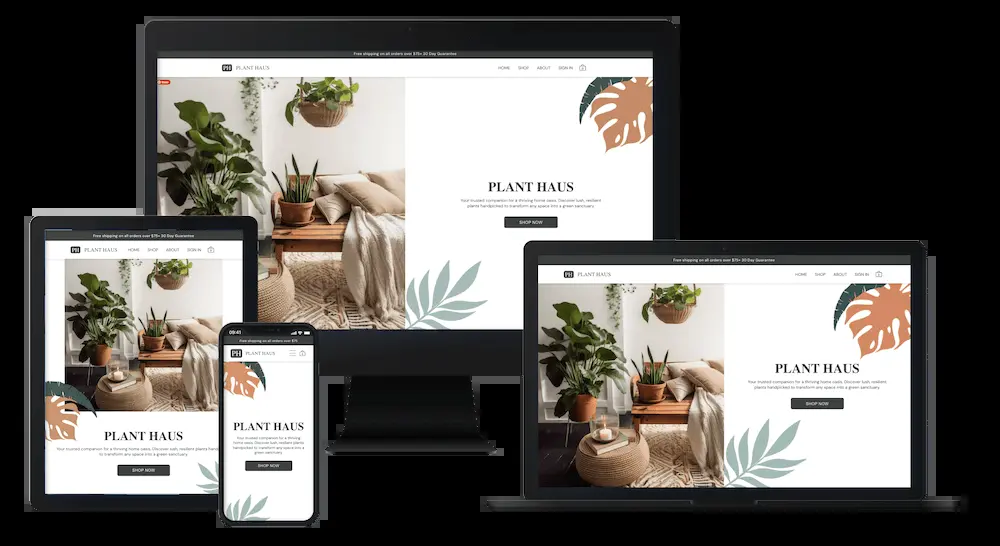 Free shipping on all orders over $75+ 30 Day Guarantee
PH PLANT HAUS HOME SHOP ABOUT SIGN IN
PLANT HAUS
Your trusted companion for a thriving home oasis. Discover lush, resilient
plants handpicked to transform any space into a green sanctuary.
SHOP NOW
Free shipping on all orders over $75+ 30 Day Guarantee
PH PLANT HAUS HOME SHOP ABOUT SIGN IN
PLANT HAUS
Your trusted companion for a thriving home oasis. Discover lush, resilient plants
handpicked to transform any space into a green sanctuary.
SHOP NOW
09:41
Free shipping on all orders over $75
PH PLANT HAUS
PLANT HAUS
Your trusted companion for a thriving
home oasis. Discover lush, resilient plants
handpicked to transform any space
into a green sanctuary.
SHOP NOW
Free shipping on all orders over $75+ 30 Day Guarantee
PH PLANT HAUS HOME SHOP ABOUT SIGN IN
PLANT HAUS
Your trusted companion for a thriving home oasis. Discover lush, resilient
plants handpicked to transform any space into a green sanctuary.
SHOP NOW